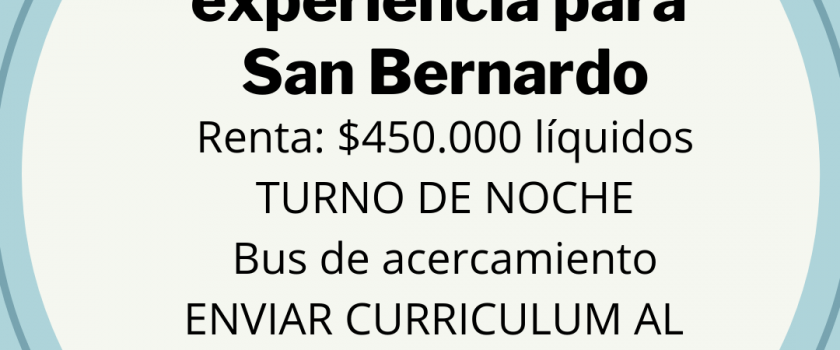 experiencia para
San Bernardo
Renta: $450.000 líquidos
TURNO DE NOCHE
Bus de acercamiento
ENVIAR CURRICULUM AL